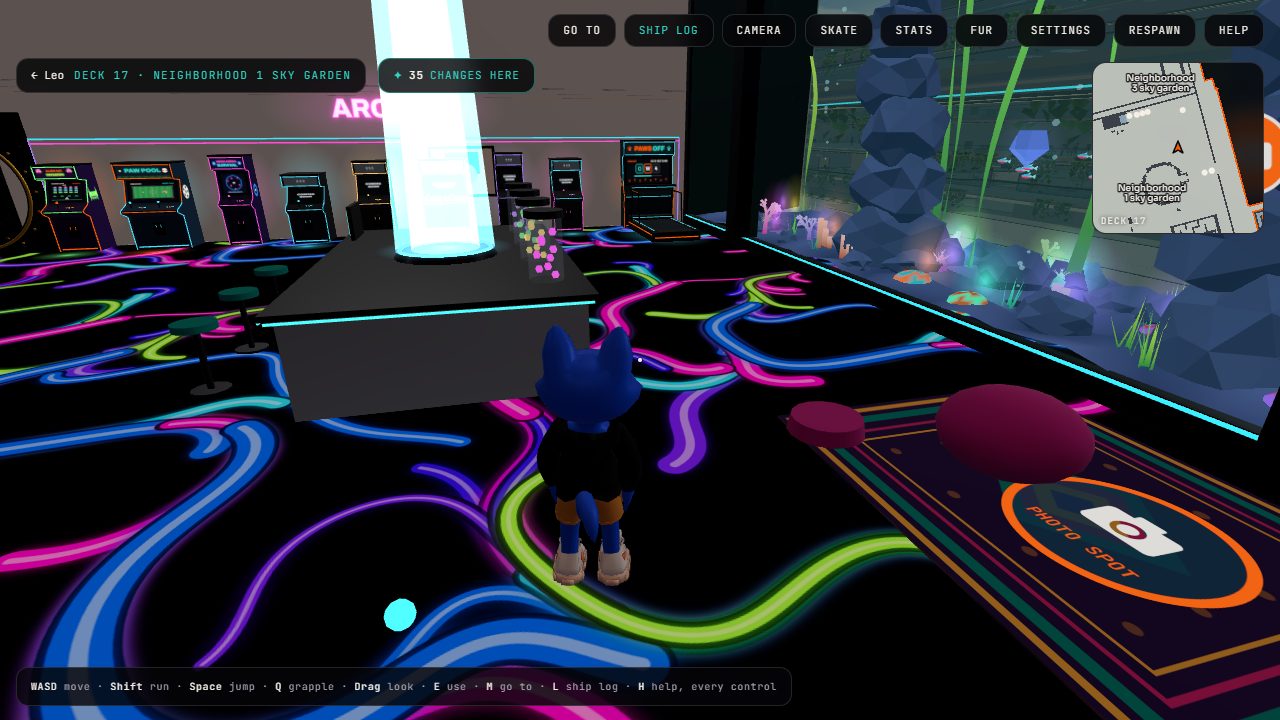 GO TO
SHIP LOG
CAMERA
SKATE
STATS
FUR
SETTINGS
RESPAWN
HELP
← Leo DECK 17 · NEIGHBORHOOD 1 SKY GARDEN
✦ 35 CHANGES HERE
Neighborhood
3 sky garden
Neighborhood
1 sky garden
DECK 17
ARC
PAW POOL
PAWS OFF
PHOTO SPOT
WASD move · Shift run · Space jump · Q grapple · Drag look · E use · M go to · L ship log · H help, every control